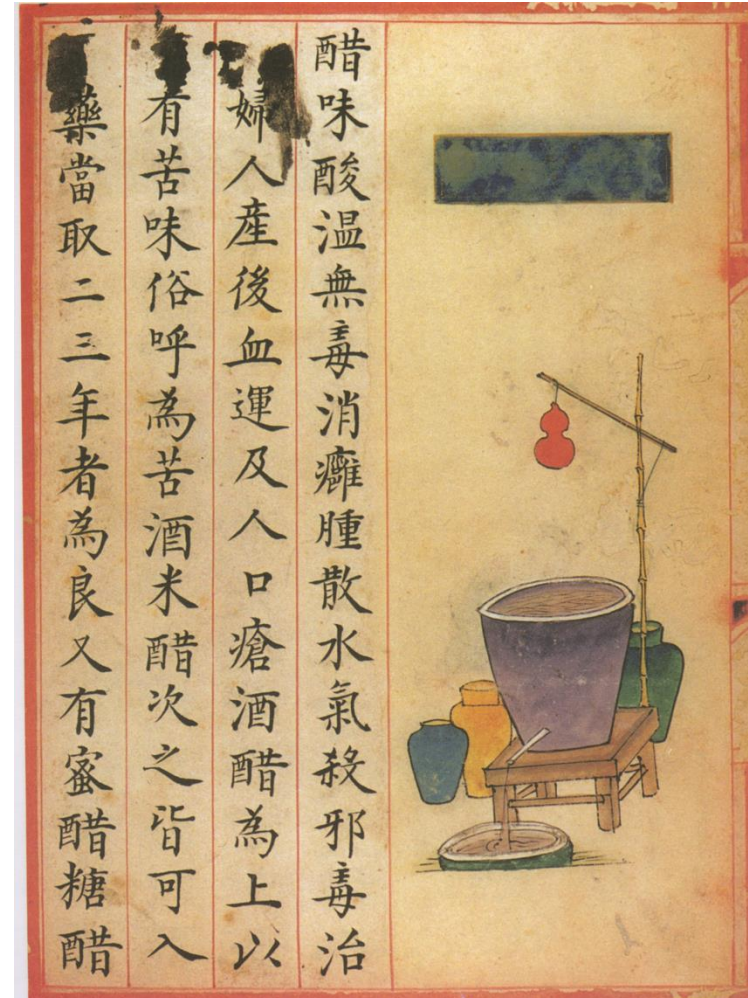 醋味酸温無毒消癰腫散水氣殺邪毒治
婦人産後血運及人口瘡酒醋為上以
有苦味俗呼為苦酒米醋次之皆可入
藥當取二三年者為良又有蜜醋糖醋